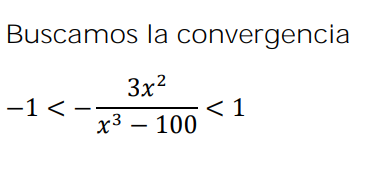 Buscamos la convergencia
−1 < − 3x² / (x³ − 100) < 1